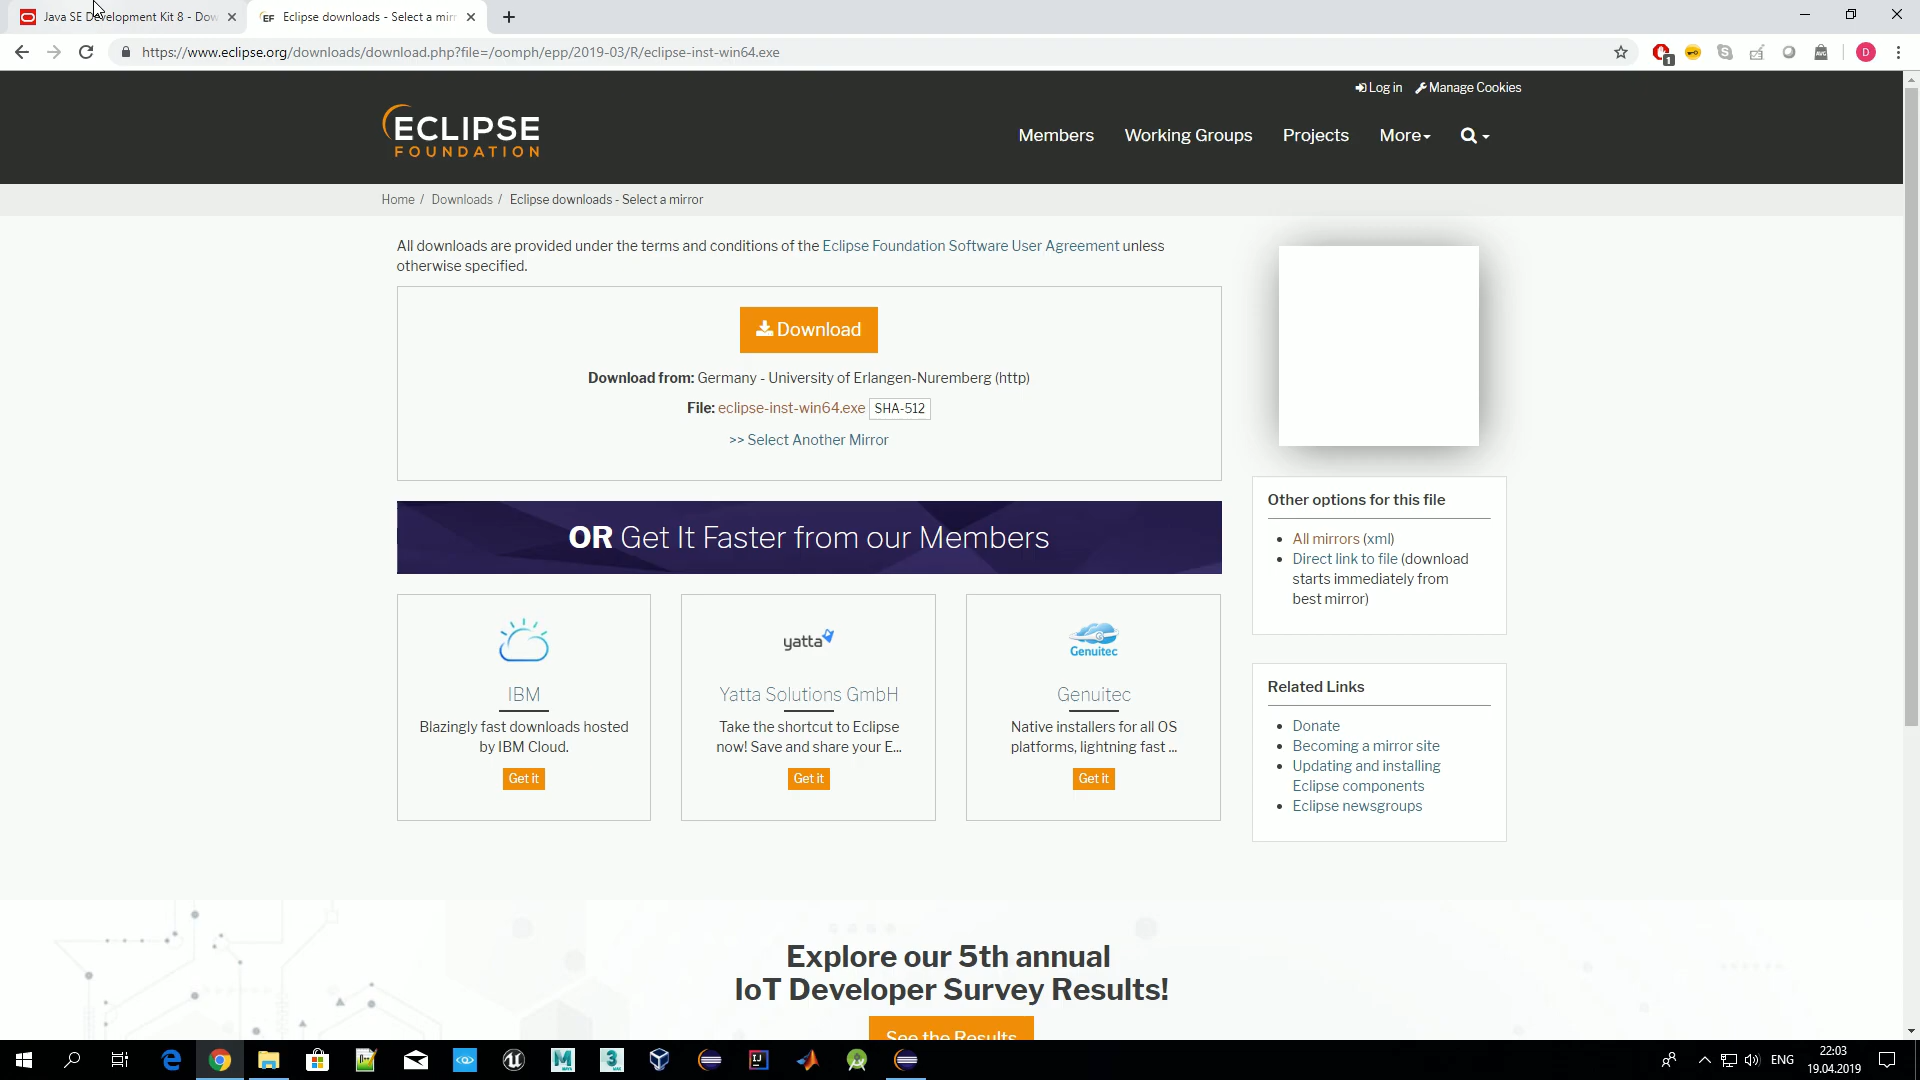 Java SE Development Kit 8 - Dow
Eclipse downloads - Select a mir
https://www.eclipse.org/downloads/download.php?file=/oomph/epp/2019-03/R/eclipse-inst-win64.exe
1
D
Log in
Manage Cookies
ECLIPSE
FOUNDATION
Members
Working Groups
Projects
More
Home / Downloads / Eclipse downloads - Select a mirror
All downloads are provided under the terms and conditions of the Eclipse Foundation Software User Agreement unless
otherwise specified.
Download
Download from: Germany - University of Erlangen-Nuremberg (http)
File: eclipse-inst-win64.exe SHA-512
>> Select Another Mirror
OR Get It Faster from our Members
IBM
Blazingly fast downloads hosted
by IBM Cloud.
Get it
yatta
Yatta Solutions GmbH
Take the shortcut to Eclipse
now! Save and share your E...
Get it
Genuitec
Genuitec
Native installers for all OS
platforms, lightning fast ...
Get it
Other options for this file
All mirrors (xml)
Direct link to file (download
starts immediately from
best mirror)
Related Links
Donate
Becoming a mirror site
Updating and installing
Eclipse components
Eclipse newsgroups
Explore our 5th annual
IoT Developer Survey Results!
See the Results
ENG
22:03
19.04.2019